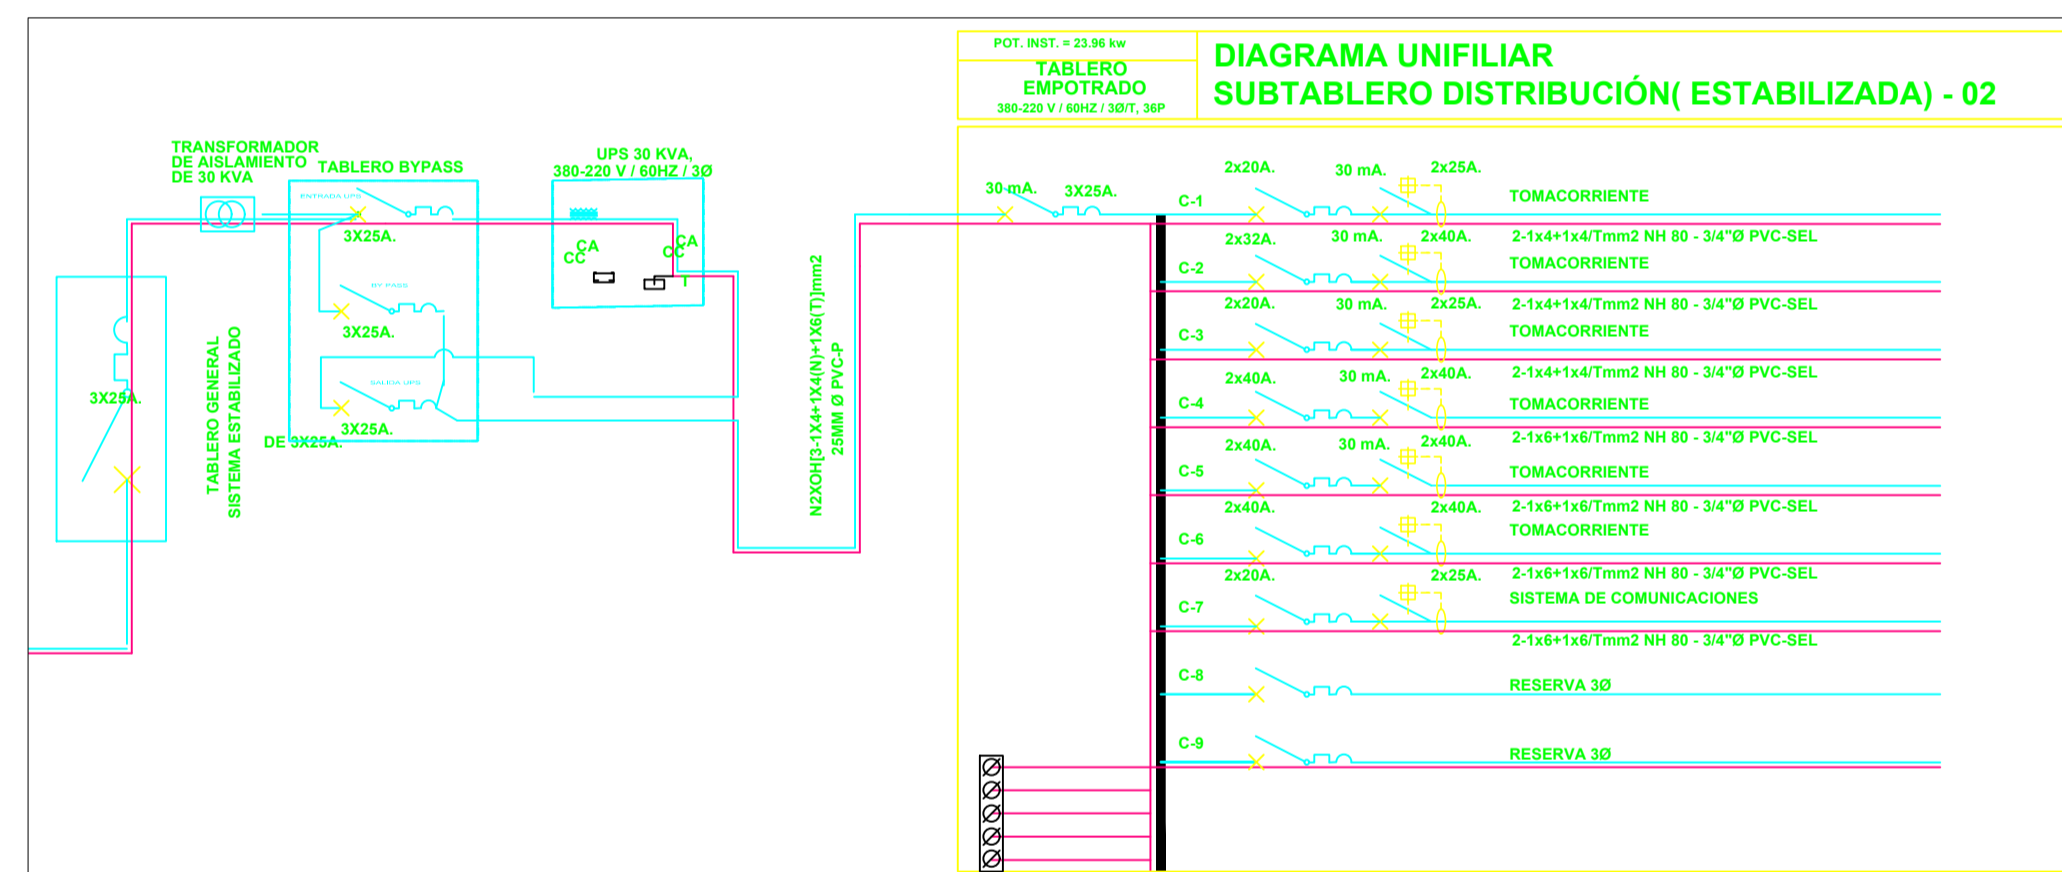 POT. INST. = 23.96 kw
TABLERO
EMPOTRADO
380-220 V / 60HZ / 3Ø/T, 36P
DIAGRAMA UNIFILIAR
SUBTABLERO DISTRIBUCIÓN( ESTABILIZADA) - 02
TRANSFORMADOR
DE AISLAMIENTO
DE 30 KVA
TABLERO BYPASS
ENTRADA UPS
3X25A.
BY PASS
3X25A.
SALIDA UPS
3X25A.
DE 3X25A.
UPS 30 KVA,
380-220 V / 60HZ / 3Ø
CA
CC
CA
CC
T
3X25A.
TABLERO GENERAL
SISTEMA ESTABILIZADO
N2XOH[3-1X4+1X4(N)+1X6(T)]mm2
25MM Ø PVC-P
30 mA.
3X25A.
C-1
2x20A.
30 mA.
2x25A.
TOMACORRIENTE
2-1x4+1x4/Tmm2 NH 80 - 3/4"Ø PVC-SEL
C-2
2x32A.
30 mA.
2x40A.
TOMACORRIENTE
2-1x4+1x4/Tmm2 NH 80 - 3/4"Ø PVC-SEL
C-3
2x20A.
30 mA.
2x25A.
TOMACORRIENTE
2-1x4+1x4/Tmm2 NH 80 - 3/4"Ø PVC-SEL
C-4
2x40A.
30 mA.
2x40A.
TOMACORRIENTE
2-1x6+1x6/Tmm2 NH 80 - 3/4"Ø PVC-SEL
C-5
2x40A.
30 mA.
2x40A.
TOMACORRIENTE
2-1x6+1x6/Tmm2 NH 80 - 3/4"Ø PVC-SEL
C-6
2x40A.
2x40A.
TOMACORRIENTE
2-1x6+1x6/Tmm2 NH 80 - 3/4"Ø PVC-SEL
C-7
2x20A.
2x25A.
SISTEMA DE COMUNICACIONES
2-1x6+1x6/Tmm2 NH 80 - 3/4"Ø PVC-SEL
C-8
RESERVA 3Ø
C-9
RESERVA 3Ø